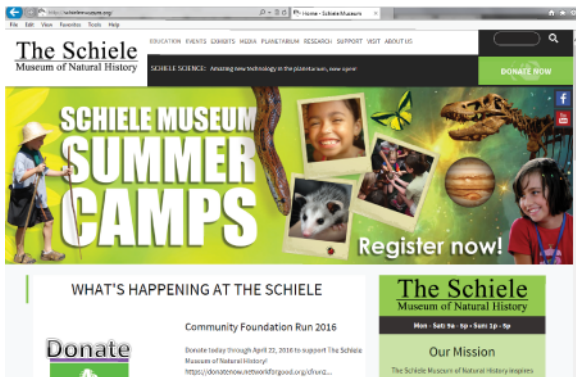 Home - Schiele Museum
File Edit View Favorites Tools Help
The Schiele
Museum of Natural History
EDUCATION EVENTS EXHIBITS MEDIA PLANETARIUM RESEARCH SUPPORT VISIT ABOUT US
SCHIELE SCIENCE: Amazing new technology in the planetarium, now open!
DONATE NOW
SCHIELE MUSEUM
SUMMER
CAMPS
Register now!
WHAT'S HAPPENING AT THE SCHIELE
Donate
Community Foundation Run 2016
Donate today through April 22, 2016 to support The Schiele
Museum of Natural History!
The Schiele
Museum of Natural History
Mon - Sat: 9a - 5p • Sun: 1p - 5p
Our Mission
The Schiele Museum of Natural History inspires